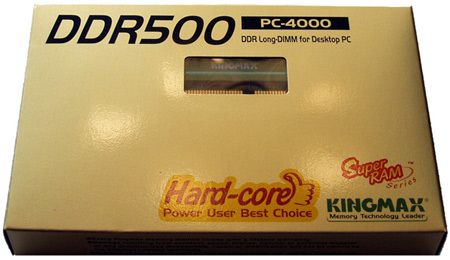 DDR500
PC-4000
DDR Long-DIMM for Desktop PC
KINGMAX
Hard-core
Power User Best Choice
Super
RAM™
Series
KINGMAX®
Memory Technology Leader